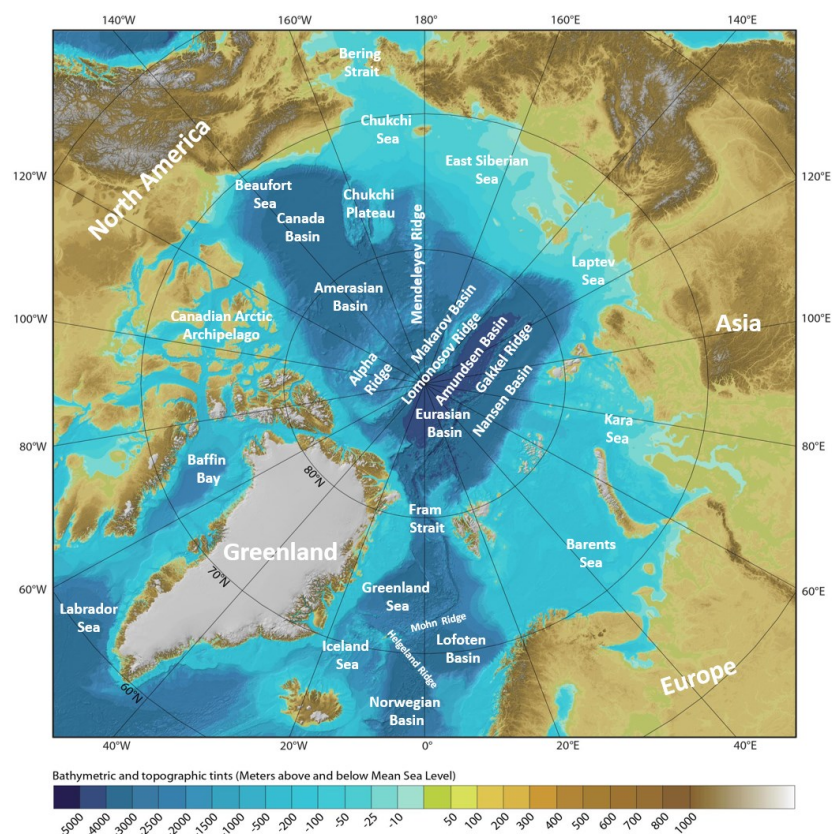 140°W
160°W
180°
160°E
140°E
Bering
Strait
Chukchi
Sea
East Siberian
Sea
North America
120°W
120°E
Beaufort
Sea
Chukchi
Plateau
Canada
Basin
Mendeleyev Ridge
Laptev
Sea
Amerasian
Basin
Makarov Basin
Lomonosov Ridge
Amundsen Basin
Gakkel Ridge
Nansen Basin
100°W
100°E
Canadian Arctic
Archipelago
Asia
Alpha
Ridge
Eurasian
Basin
Kara
Sea
80°W
80°E
Baffin
Bay
80°N
Fram
Strait
Greenland
Barents
Sea
70°N
60°W
60°E
Labrador
Sea
Greenland
Sea
Mohn Ridge
Helgeland Ridge
Iceland
Sea
Lofoten
Basin
Europe
60°N
Norwegian
Basin
40°W
20°W
0°
20°E
40°E
Bathymetric and topographic tints (Meters above and below Mean Sea Level)
-5000 -4000 -3000 -2500 -1500 -1000 -500 -200 -100 -50 -25 -10 50 100 200 300 400 500 600 700 800 1000